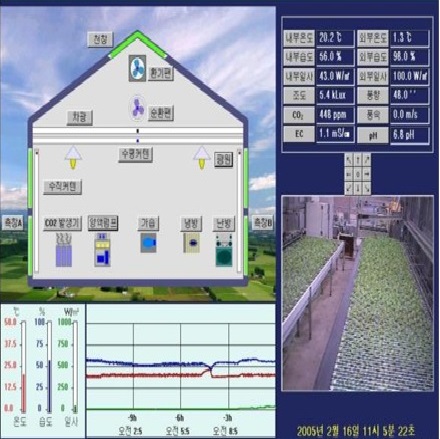 천창
환기팬
순환팬
차광
수평커텐
광원
수직커텐
측창A CO2 발생기 양액펌프 가습 냉방 난방 측창B
내부온도 20.2 ℃ 외부온도 1.3 ℃
내부습도 56.0 % 외부습도 96.0 %
내부일사 43.0 W/㎡ 외부일사 100.0 W/㎡
조도 5.4 kLux 풍향 48.0 "
CO₂ 448 ppm 풍속 0.0 m/s
EC 1.1 mS/㎝ pH 6.8 pH
℃ % W/㎡
50.0 100 1000
37.5 75 750
25.0 50 500
12.5 25 250
0.0 0 0
온도 습도 일사
-9h -6h -3h
오전 2:5 오전 5:5 오전 8:5
2005년 2월 16일 11시 5분 22초